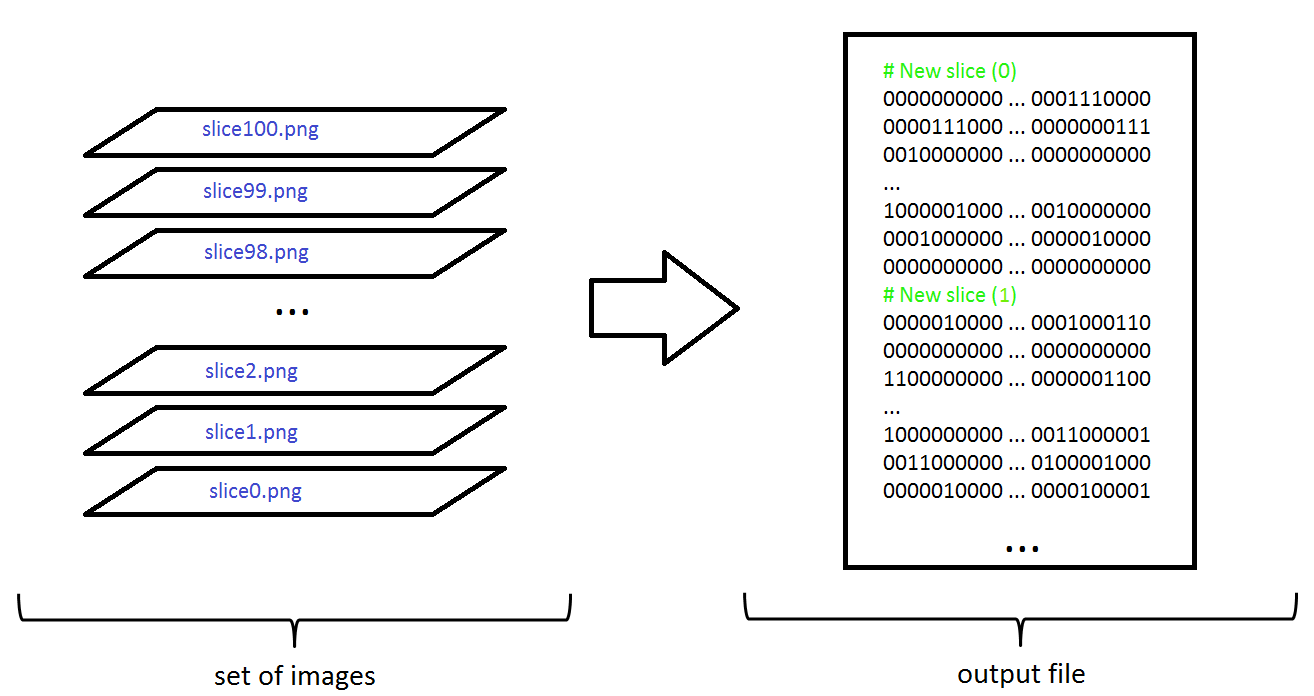 slice100.png
slice99.png
slice98.png
...
slice2.png
slice1.png
slice0.png
set of images
# New slice (0)
0000000000 ... 0001110000
0000111000 ... 0000000111
0010000000 ... 0000000000
...
1000001000 ... 0010000000
0001000000 ... 0000010000
0000000000 ... 0000000000
# New slice (1)
0000010000 ... 0001000110
0000000000 ... 0000000000
1100000000 ... 0000001100
...
1000000000 ... 0011000001
0011000000 ... 0100001000
0000010000 ... 0000100001
...
output file